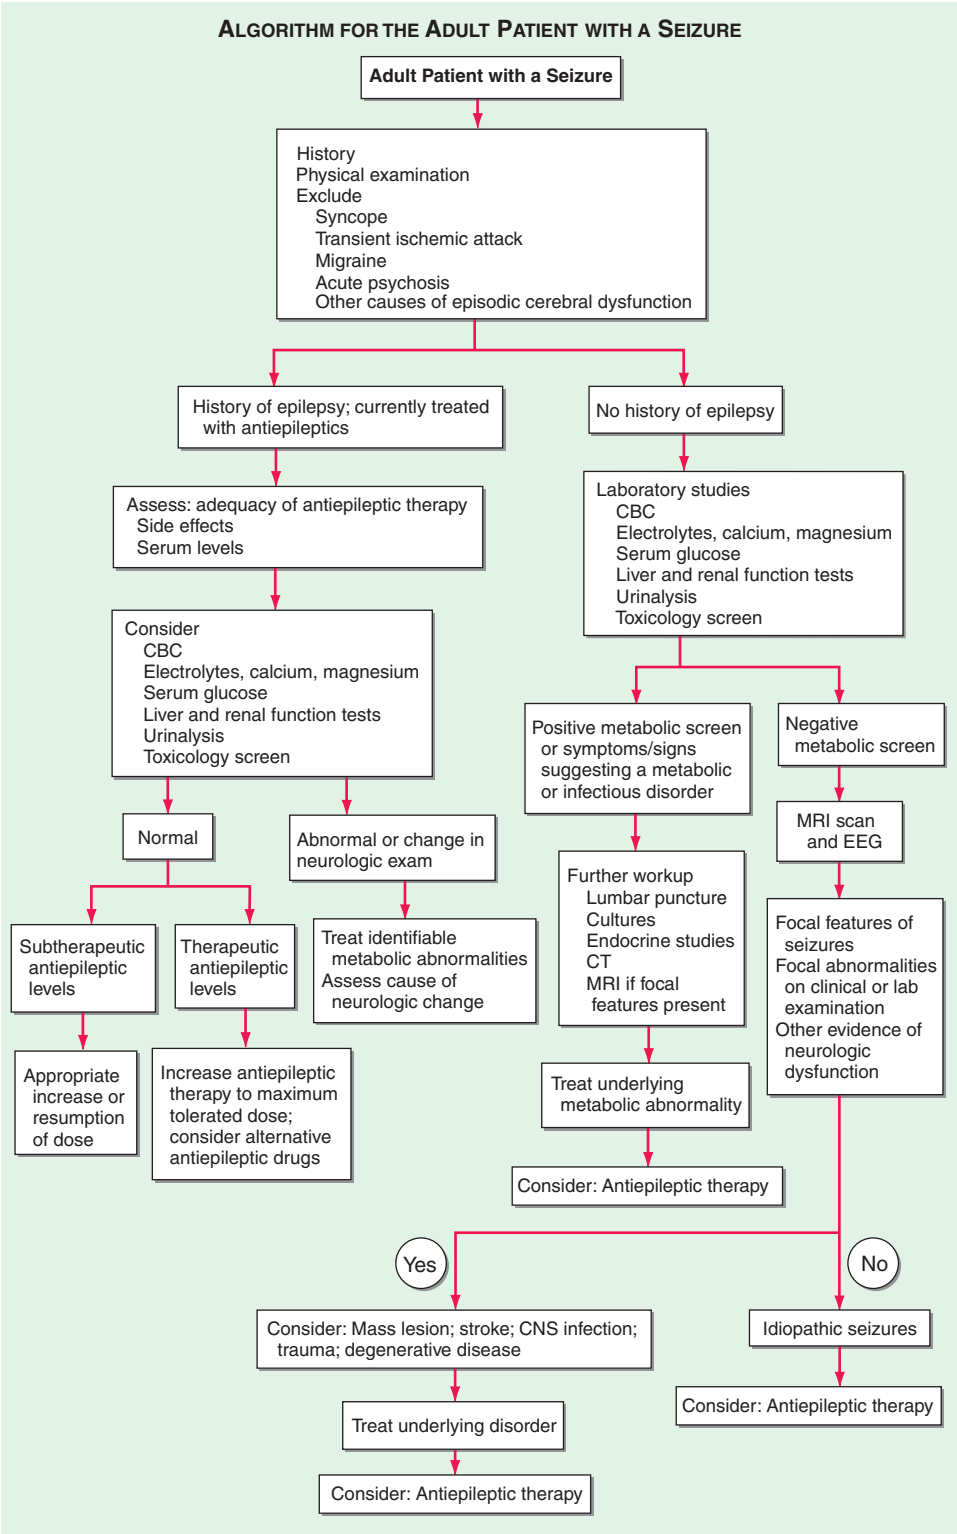 ALGORITHM FOR THE ADULT PATIENT WITH A SEIZURE
Adult Patient with a Seizure
History
Physical examination
Exclude
Syncope
Transient ischemic attack
Migraine
Acute psychosis
Other causes of episodic cerebral dysfunction
History of epilepsy; currently treated
with antiepileptics
No history of epilepsy
Assess: adequacy of antiepileptic therapy
Side effects
Serum levels
Laboratory studies
CBC
Electrolytes, calcium, magnesium
Serum glucose
Liver and renal function tests
Urinalysis
Toxicology screen
Consider
CBC
Electrolytes, calcium, magnesium
Serum glucose
Liver and renal function tests
Urinalysis
Toxicology screen
Positive metabolic screen
or symptoms/signs
suggesting a metabolic
or infectious disorder
Negative
metabolic screen
Normal
Abnormal or change in
neurologic exam
MRI scan
and EEG
Further workup
Lumbar puncture
Cultures
Endocrine studies
CT
MRI if focal
features present
Subtherapeutic
antiepileptic
levels
Therapeutic
antiepileptic
levels
Treat identifiable
metabolic abnormalities
Assess cause of
neurologic change
Focal features of
seizures
Focal abnormalities
on clinical or lab
examination
Other evidence of
neurologic
dysfunction
Appropriate
increase or
resumption
of dose
Increase antiepileptic
therapy to maximum
tolerated dose;
consider alternative
antiepileptic drugs
Treat underlying
metabolic abnormality
Consider: Antiepileptic therapy
Yes
No
Consider: Mass lesion; stroke; CNS infection;
trauma; degenerative disease
Idiopathic seizures
Treat underlying disorder
Consider: Antiepileptic therapy
Consider: Antiepileptic therapy